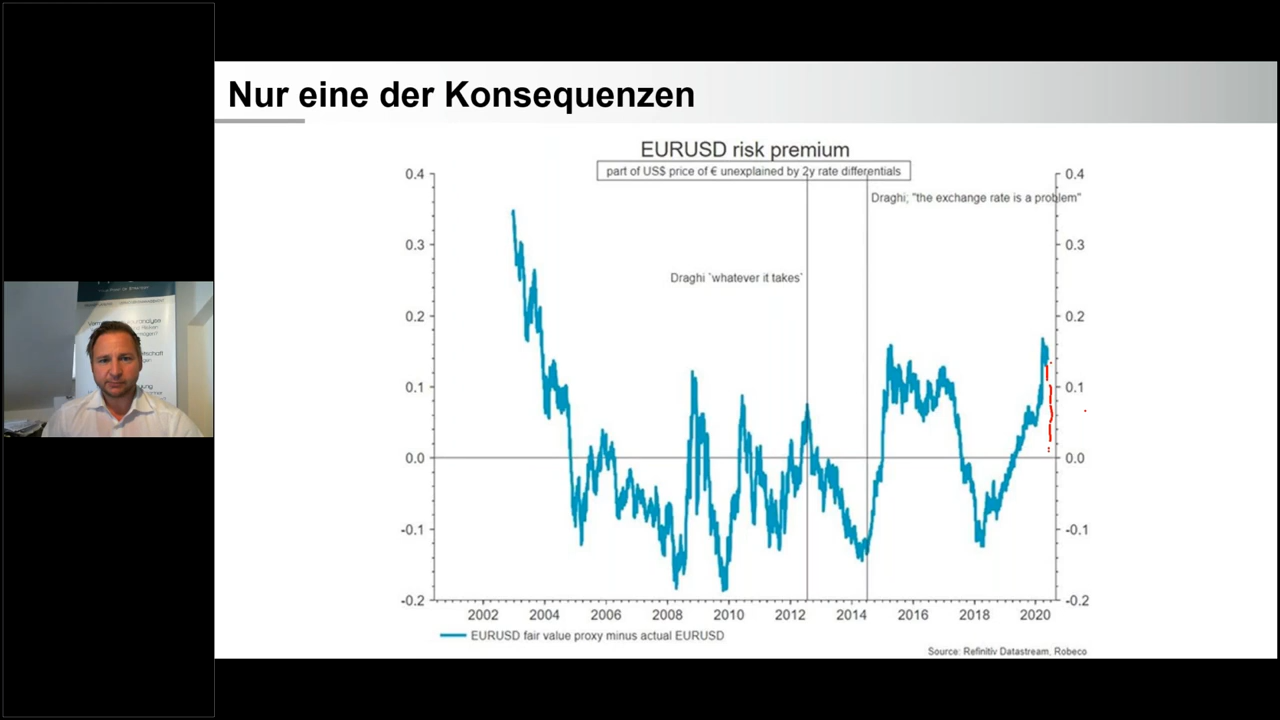 Nur eine der Konsequenzen
EURUSD risk premium
part of US$ price of € unexplained by 2y rate differentials
Draghi; "the exchange rate is a problem"
Draghi `whatever it takes`
0.4
0.3
0.2
0.1
0.0
-0.1
-0.2
0.4
0.3
0.2
0.1
0.0
-0.1
-0.2
2002 2004 2006 2008 2010 2012 2014 2016 2018 2020
EURUSD fair value proxy minus actual EURUSD
Source: Refinitiv Datastream, Robeco